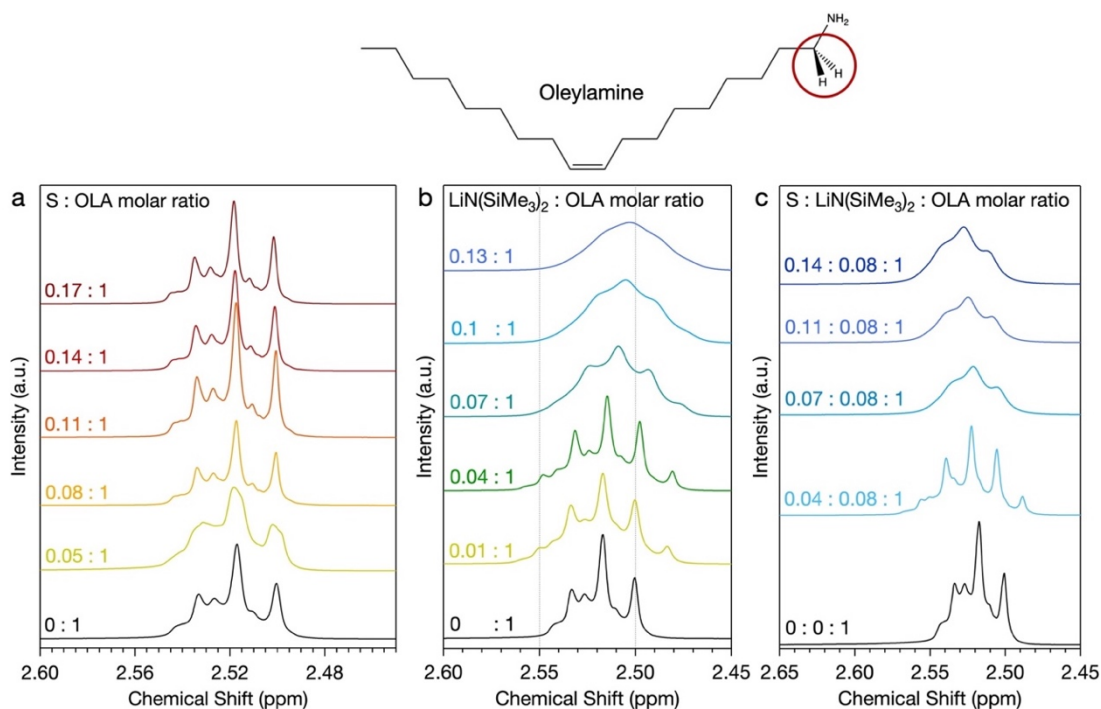 NH2
H
H
Oleylamine
a
S : OLA molar ratio
0.17 : 1
0.14 : 1
0.11 : 1
0.08 : 1
0.05 : 1
0 : 1
Intensity (a.u.)
2.60
2.56
2.52
2.48
Chemical Shift (ppm)
b
LiN(SiMe3)2 : OLA molar ratio
0.13 : 1
0.1 : 1
0.07 : 1
0.04 : 1
0.01 : 1
0 : 1
Intensity (a.u.)
2.60
2.55
2.50
2.45
Chemical Shift (ppm)
c
S : LiN(SiMe3)2 : OLA molar ratio
0.14 : 0.08 : 1
0.11 : 0.08 : 1
0.07 : 0.08 : 1
0.04 : 0.08 : 1
0 : 0 : 1
Intensity (a.u.)
2.65
2.60
2.55
2.50
2.45
Chemical Shift (ppm)